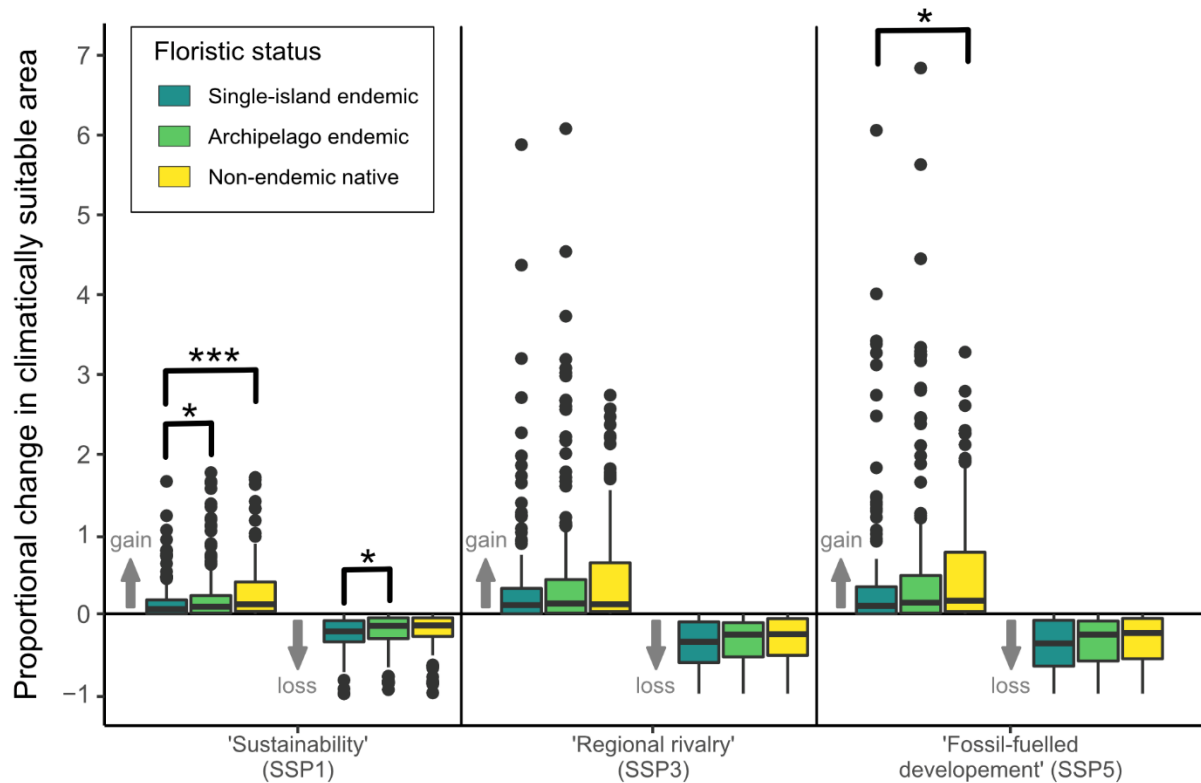 Proportional change in climatically suitable area
7
6
5
4
3
2
1
0
−1
Floristic status
Single-island endemic
Archipelago endemic
Non-endemic native
***
*
gain
*
loss
gain
loss
*
gain
loss
'Sustainability'
(SSP1)
'Regional rivalry'
(SSP3)
'Fossil-fuelled
developement' (SSP5)